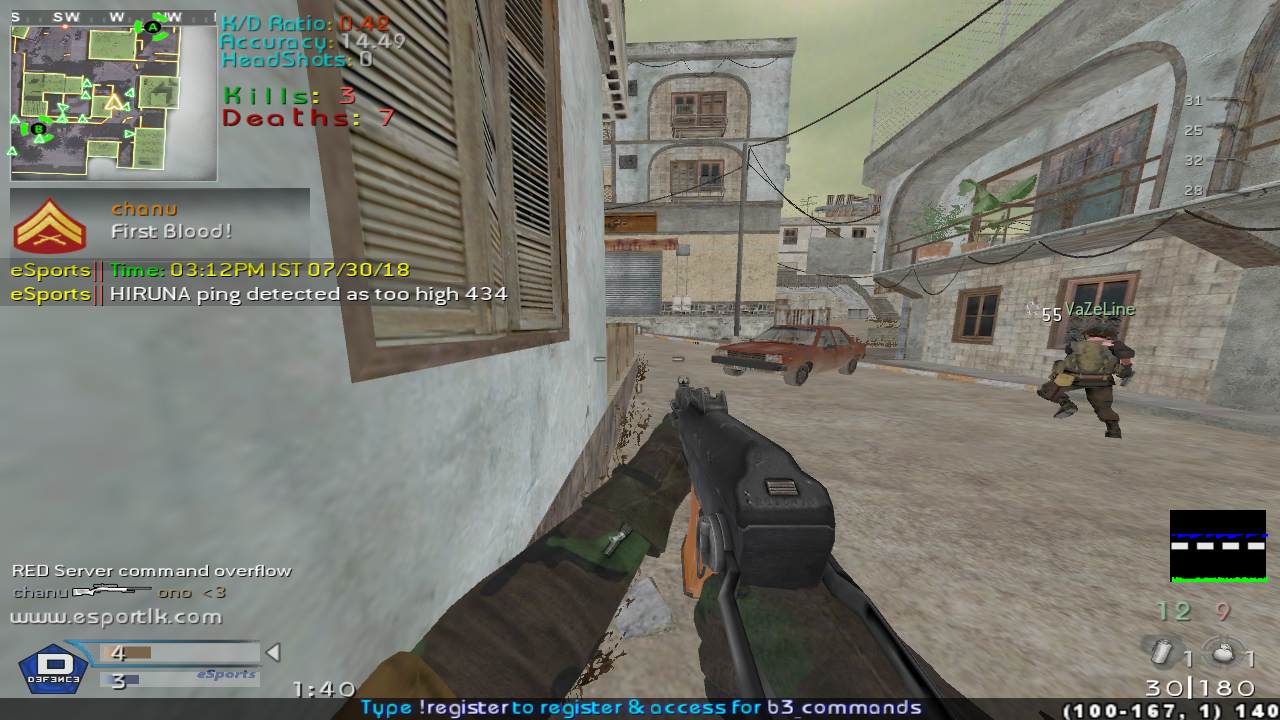 S SW W NW
A
B
K/D Ratio: 0.42
Accuracy: 14.49
HeadShots: 0
Kills: 3
Deaths: 7
chanu
First Blood!
eSports|| Time: 03:12PM IST 07/30/18
eSports|| HIRUNA ping detected as too high 434
31
25
32
28
55 VaZeLine
RED Server command overflow
chanu ono <3
www.esportlk.com
D
D3F3NC3
4
3
eSports
1:40
12 9
1 1
30|180
Type !register to register & access for b3 commands
(100-167, 1) 140